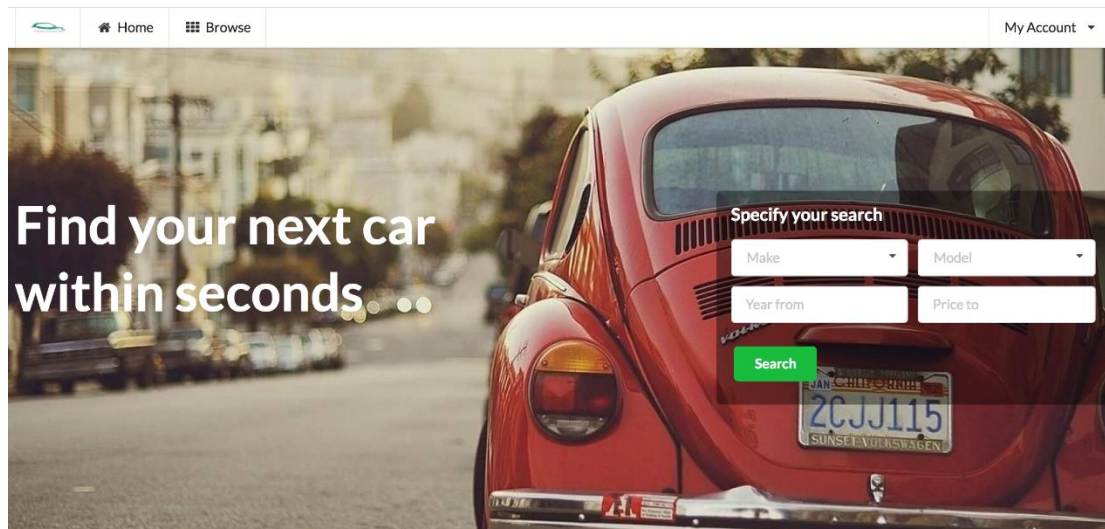 Home
Browse
My Account
Find your next car
within seconds
Specify your search
Make
Model
Year from
Price to
Search
JAN CALIFORNIA
2CJJ115
SUNSET VOLKSWAGEN